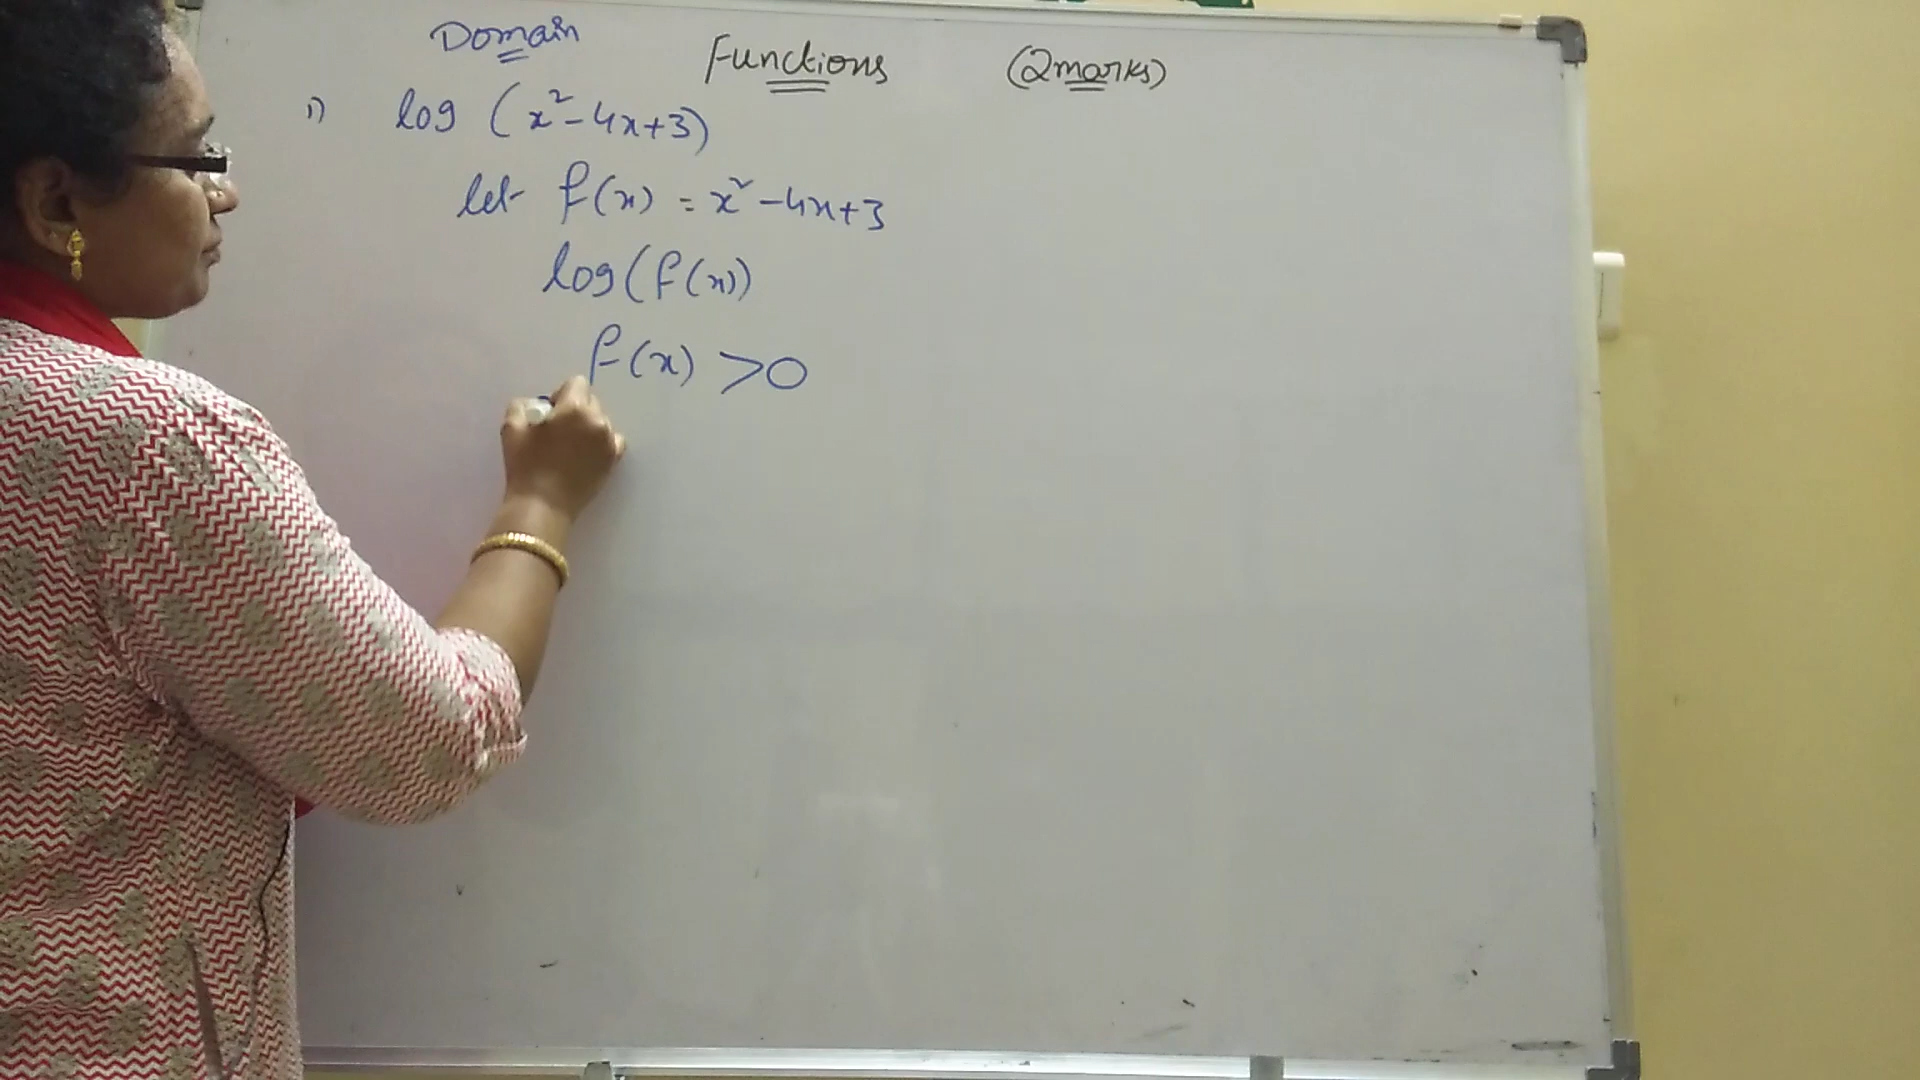 Domain
Functions (2marks)
1) log (x²-4x+3)
let f(x) = x²-4x+3
log(f(x))
f(x) >0